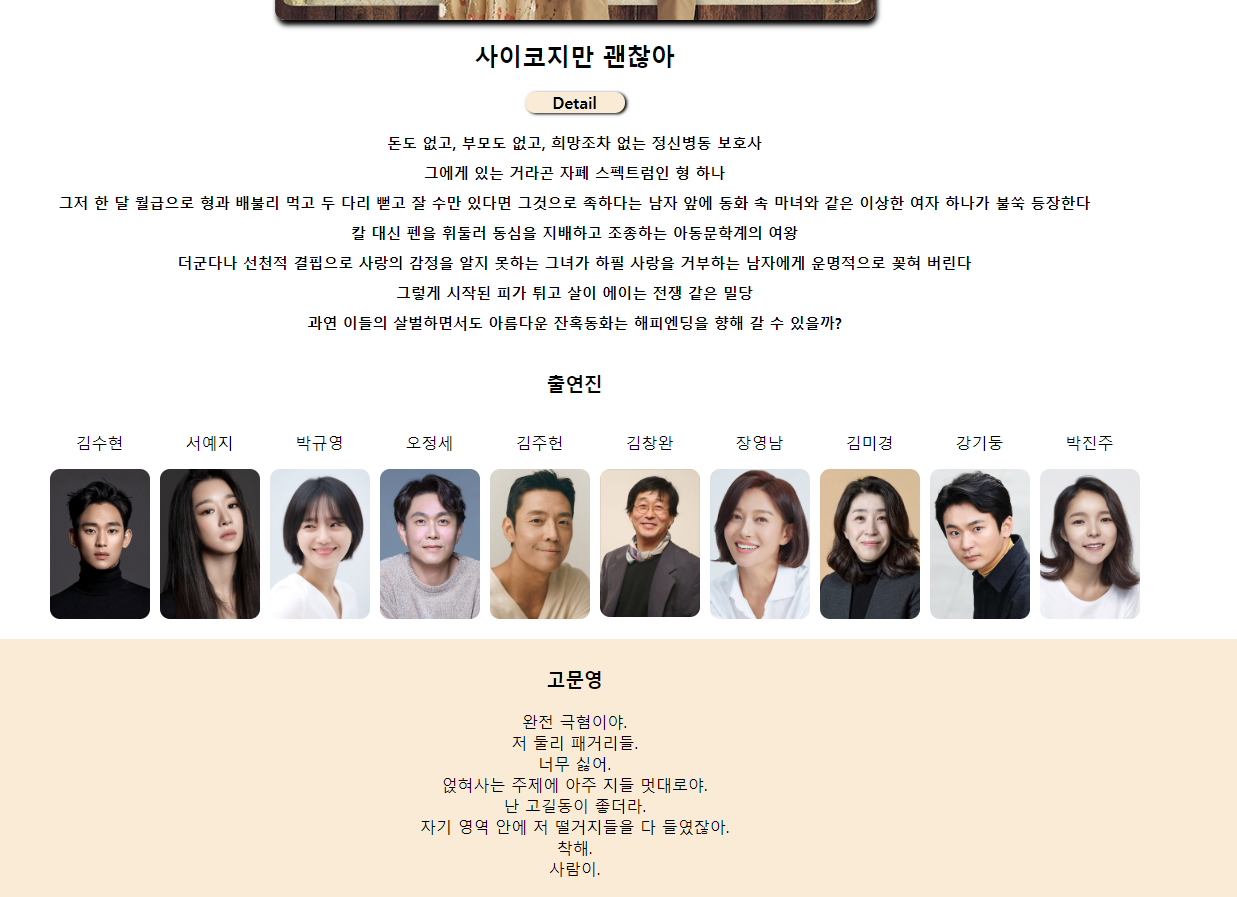 사이코지만 괜찮아
Detail
돈도 없고, 부모도 없고, 희망조차 없는 정신병동 보호사
그에게 있는 거라곤 자폐 스펙트럼인 형 하나
그저 한 달 월급으로 형과 배불리 먹고 두 다리 뻗고 잘 수만 있다면 그것으로 족하다는 남자 앞에 동화 속 마녀와 같은 이상한 여자 하나가 불쑥 등장한다
칼 대신 펜을 휘둘러 동심을 지배하고 조종하는 아동문학계의 여왕
더군다나 선천적 결핍으로 사랑의 감정을 알지 못하는 그녀가 하필 사랑을 거부하는 남자에게 운명적으로 꽂혀 버린다
그렇게 시작된 피가 튀고 살이 에이는 전쟁 같은 밀당
과연 이들의 살벌하면서도 아름다운 잔혹동화는 해피엔딩을 향해 갈 수 있을까?
출연진
김수현 서예지 박규영 오정세 김주헌 김창완 장영남 김미경 강기둥 박진주
고문영
완전 극혐이야.
저 둘리 패거리들.
너무 싫어.
얹혀사는 주제에 아주 지들 멋대로야.
난 고길동이 좋더라.
자기 영역 안에 저 떨거지들을 다 들였잖아.
착해.
사람이.